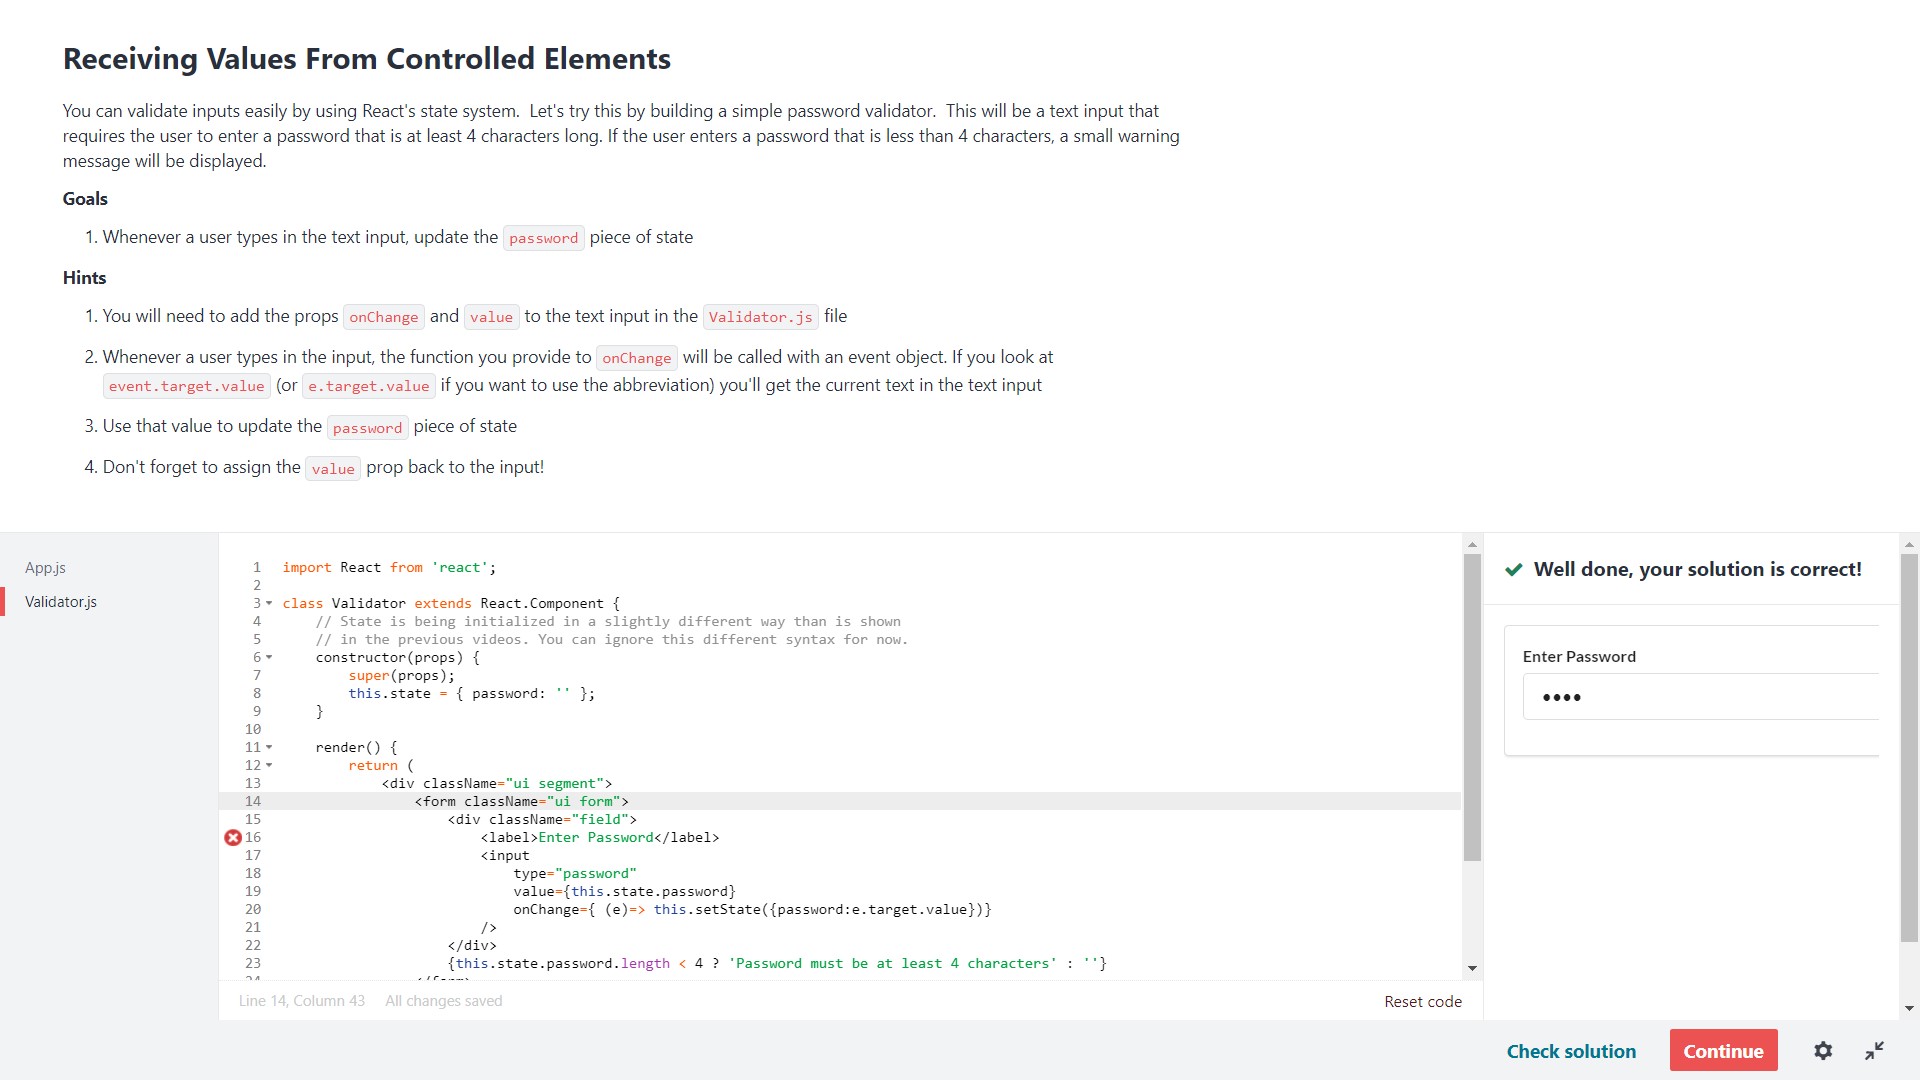 Receiving Values From Controlled Elements
You can validate inputs easily by using React's state system.  Let's try this by building a simple password validator.  This will be a text input that
requires the user to enter a password that is at least 4 characters long. If the user enters a password that is less than 4 characters, a small warning
message will be displayed.
Goals
1. Whenever a user types in the text input, update the password piece of state
Hints
1. You will need to add the props onChange and value to the text input in the Validator.js file
2. Whenever a user types in the input, the function you provide to onChange will be called with an event object. If you look at
event.target.value (or e.target.value if you want to use the abbreviation) you'll get the current text in the text input
3. Use that value to update the password piece of state
4. Don't forget to assign the value prop back to the input!
App.js
Validator.js
1 import React from 'react';
2
3 class Validator extends React.Component {
4 // State is being initialized in a slightly different way than is shown
5 // in the previous videos. You can ignore this different syntax for now.
6 constructor(props) {
7 super(props);
8 this.state = { password: '' };
9 }
10
11 render() {
12 return (
13 <div className="ui segment">
14 <form className="ui form">
15 <div className="field">
16 <label>Enter Password</label>
17 <input
18 type="password"
19 value={this.state.password}
20 onChange={ (e)=> this.setState({password:e.target.value})}
21 />
22 </div>
23 {this.state.password.length < 4 ? 'Password must be at least 4 characters' : ''}
24 </form>
Line 14, Column 43 All changes saved
Reset code
Well done, your solution is correct!
Enter Password
••••
Check solution
Continue